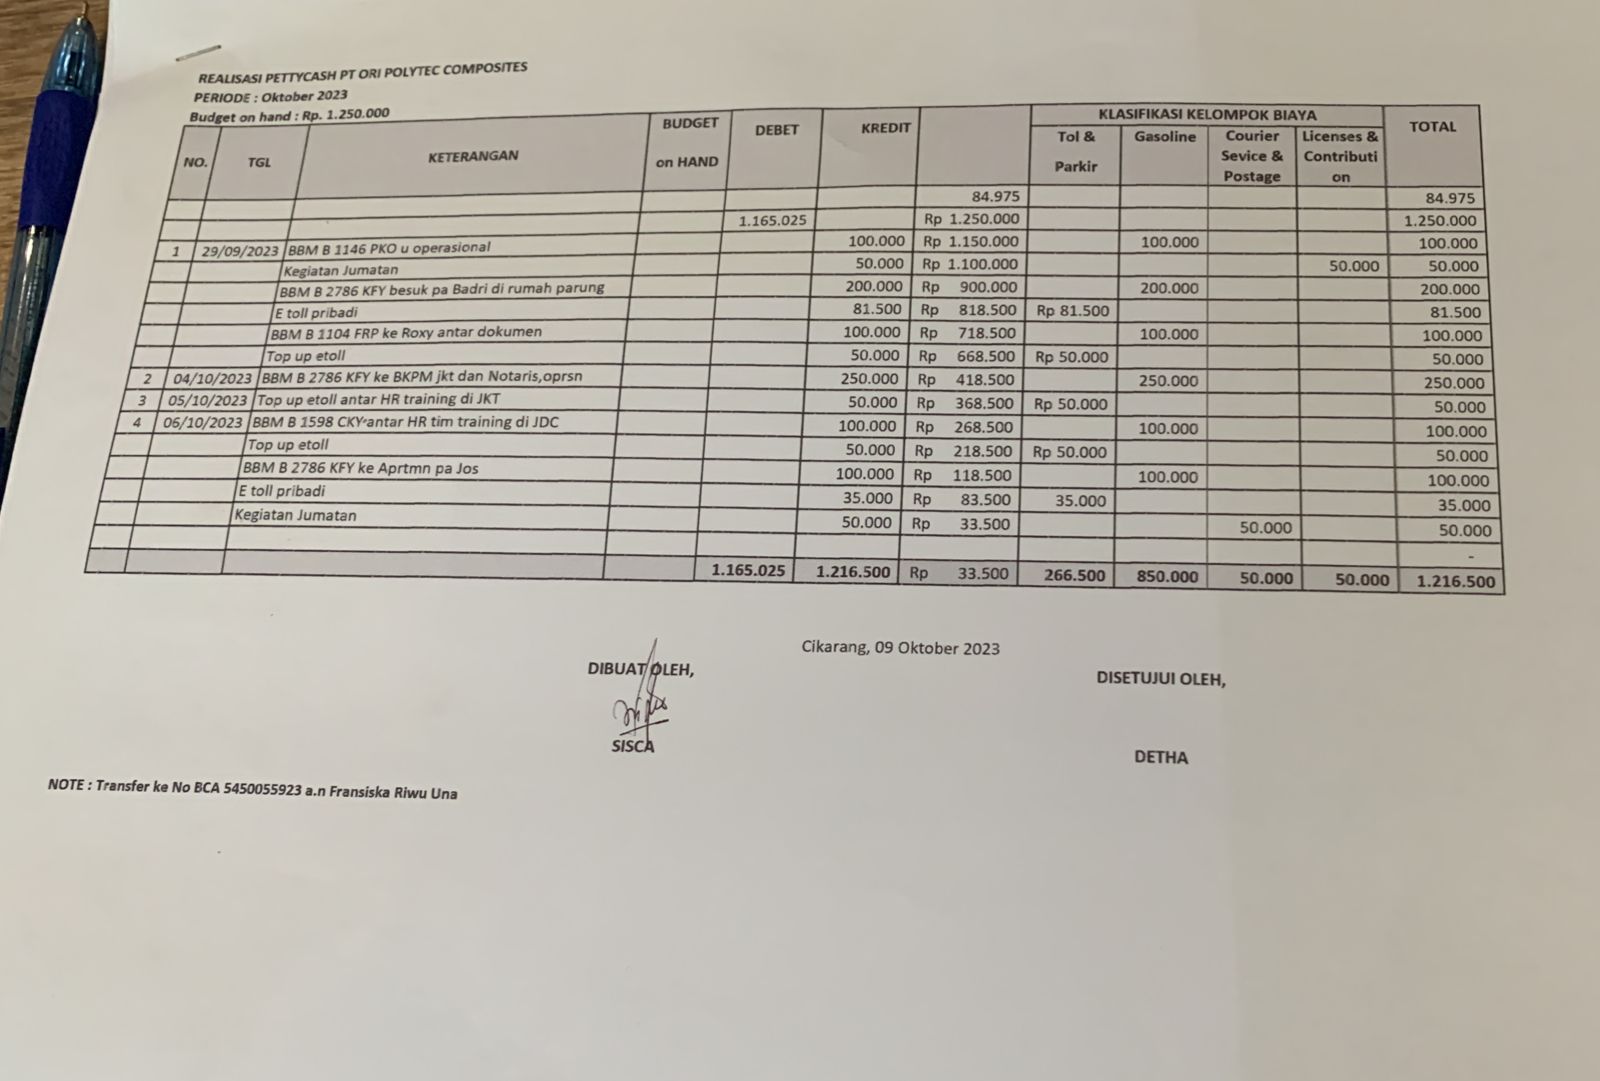 REALISASI PETTYCASH PT ORI POLYTEC COMPOSITES
PERIODE : Oktober 2023
Budget on hand : Rp. 1.250.000
NO. TGL KETERANGAN BUDGET on HAND DEBET KREDIT KLASIFIKASI KELOMPOK BIAYA TOTAL
Tol & Parkir Gasoline Courier Sevice & Postage Licenses & Contributi on
84.975 84.975
1.165.025 Rp 1.250.000 1.250.000
1 29/09/2023 BBM B 1146 PKO u operasional 100.000 Rp 1.150.000 100.000 100.000
Kegiatan Jumatan 50.000 Rp 1.100.000 50.000 50.000
BBM B 2786 KFY besuk pa Badri di rumah parung 200.000 Rp 900.000 200.000 200.000
E toll pribadi 81.500 Rp 818.500 Rp 81.500 81.500
BBM B 1104 FRP ke Roxy antar dokumen 100.000 Rp 718.500 100.000 100.000
Top up etoll 50.000 Rp 668.500 Rp 50.000 50.000
2 04/10/2023 BBM B 2786 KFY ke BKPM jkt dan Notaris,oprsn 250.000 Rp 418.500 250.000 250.000
3 05/10/2023 Top up etoll antar HR training di JKT 50.000 Rp 368.500 Rp 50.000 50.000
4 06/10/2023 BBM B 1598 CKY antar HR tim training di JDC 100.000 Rp 268.500 100.000 100.000
Top up etoll 50.000 Rp 218.500 Rp 50.000 50.000
BBM B 2786 KFY ke Aprtmn pa Jos 100.000 Rp 118.500 100.000 100.000
E toll pribadi 35.000 Rp 83.500 35.000 35.000
Kegiatan Jumatan 50.000 Rp 33.500 50.000 50.000
-
1.165.025 1.216.500 Rp 33.500 266.500 850.000 50.000 50.000 1.216.500
Cikarang, 09 Oktober 2023
DIBUAT OLEH, DISETUJUI OLEH,
SISCA DETHA
NOTE : Transfer ke No BCA 5450055923 a.n Fransiska Riwu Una